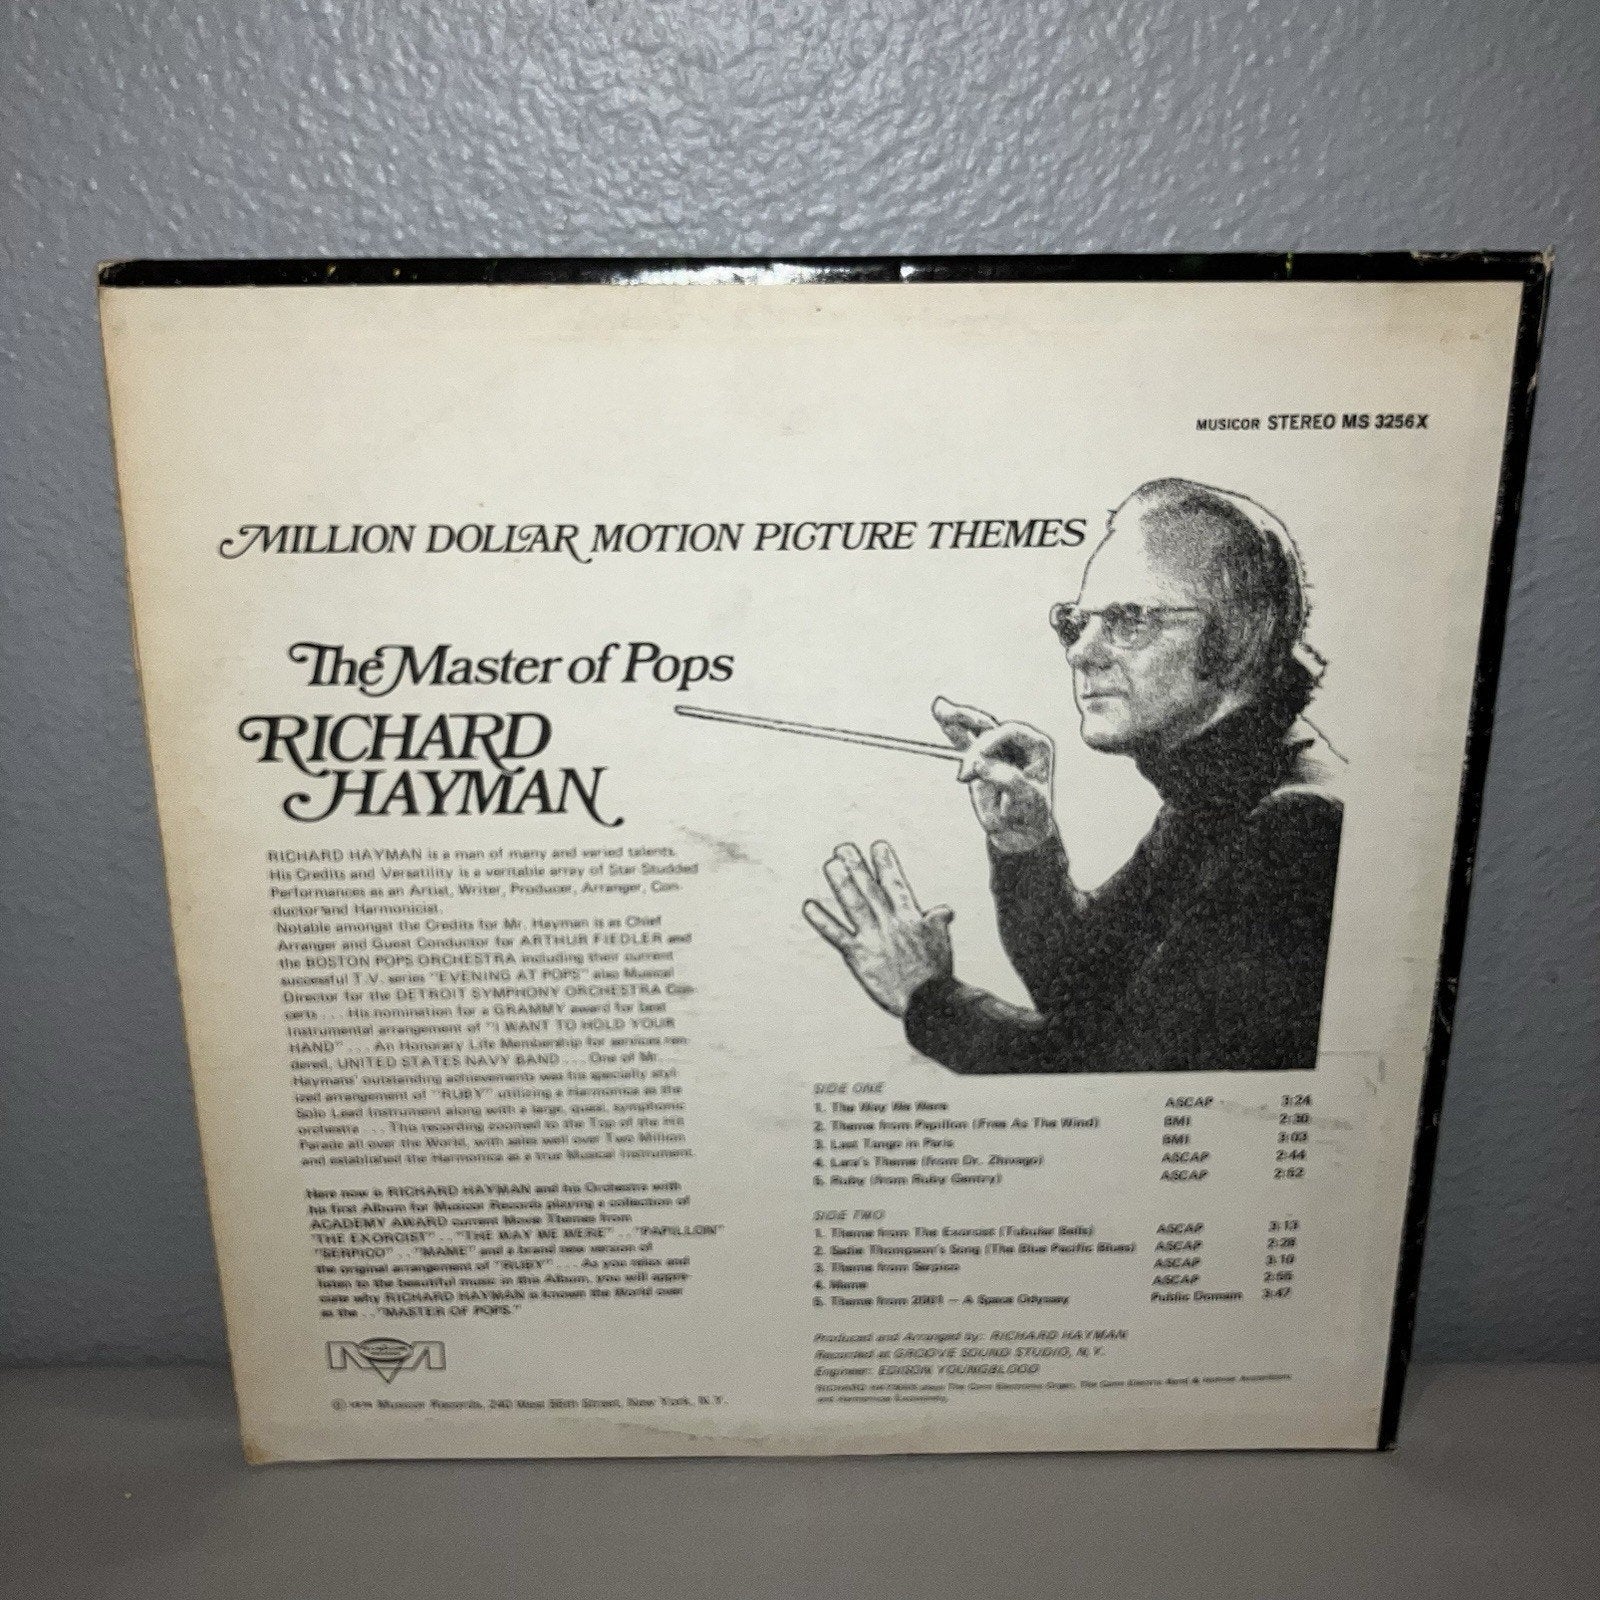 MUSICOR STEREO MS 3256X
MILLION DOLLAR MOTION PICTURE THEMES
The Master of Pops
RICHARD
HAYMAN
RICHARD HAYMAN is a man of many and varied talents.
His Credits and Versatility is a veritable array of Star Studded
Performances as an Artist, Writer, Producer, Arranger, Con-
ductor and Harmonicist.
Notable amongst the Credits for Mr. Hayman is as Chief
Arranger and Guest Conductor for ARTHUR FIEDLER and
the BOSTON POPS ORCHESTRA including their current
successful T.V. series "EVENING AT POPS" also Musical
Director for the DETROIT SYMPHONY ORCHESTRA Con-
certs . . . His nomination for a GRAMMY award for best
Instrumental arrangement of "I WANT TO HOLD YOUR
HAND" . . . An Honorary Life Membership for services ren-
dered, UNITED STATES NAVY BAND . . . One of Mr.
Haymans' outstanding achievements was his specialty styl-
ized arrangement of "RUBY" utilizing a Harmonica as the
Solo Lead Instrument along with a large, quasi, symphonic
orchestra . . . This recording zoomed to the Top of the Hit
Parade all over the World, with sales well over Two Million
and established the Harmonica as a true Musical Instrument.
Here now is RICHARD HAYMAN and his Orchestra with
his first Album for Musicor Records playing a collection of
ACADEMY AWARD current Movie Themes from
"THE EXORCIST" . . "THE WAY WE WERE" . . "PAPILLON"
"SERPICO" . . "MAME" and a brand new version of
the original arrangement of "RUBY" . . . As you relax and
listen to the beautiful music in this Album, you will appre-
ciate why RICHARD HAYMAN is known the World over
as the . . "MASTER OF POPS."
Musicor Records, 240 West 55th Street, New York, N.Y.
SIDE ONE
1. The Way We Were ASCAP 3:24
2. Theme from Papillon (Free As The Wind) BMI 2:30
3. Last Tango in Paris BMI 3:03
4. Lara's Theme (from Dr. Zhivago) ASCAP 2:44
5. Ruby (from Ruby Gentry) ASCAP 2:52
SIDE TWO
1. Theme from The Exorcist (Tubular Bells) ASCAP 3:13
2. Sadie Thompson's Song (The Blue Pacific Blues) ASCAP 2:28
3. Theme from Serpico ASCAP 3:10
4. Mame ASCAP 2:56
5. Theme from 2001 — A Space Odyssey Public Domain 3:47
Produced and Arranged by: RICHARD HAYMAN
Recorded at GROOVE SOUND STUDIO, N.Y.
Engineer: EDISON YOUNGBLOOD
RICHARD HAYMAN plays The Conn Electronic Organ, The
and Exclusively.